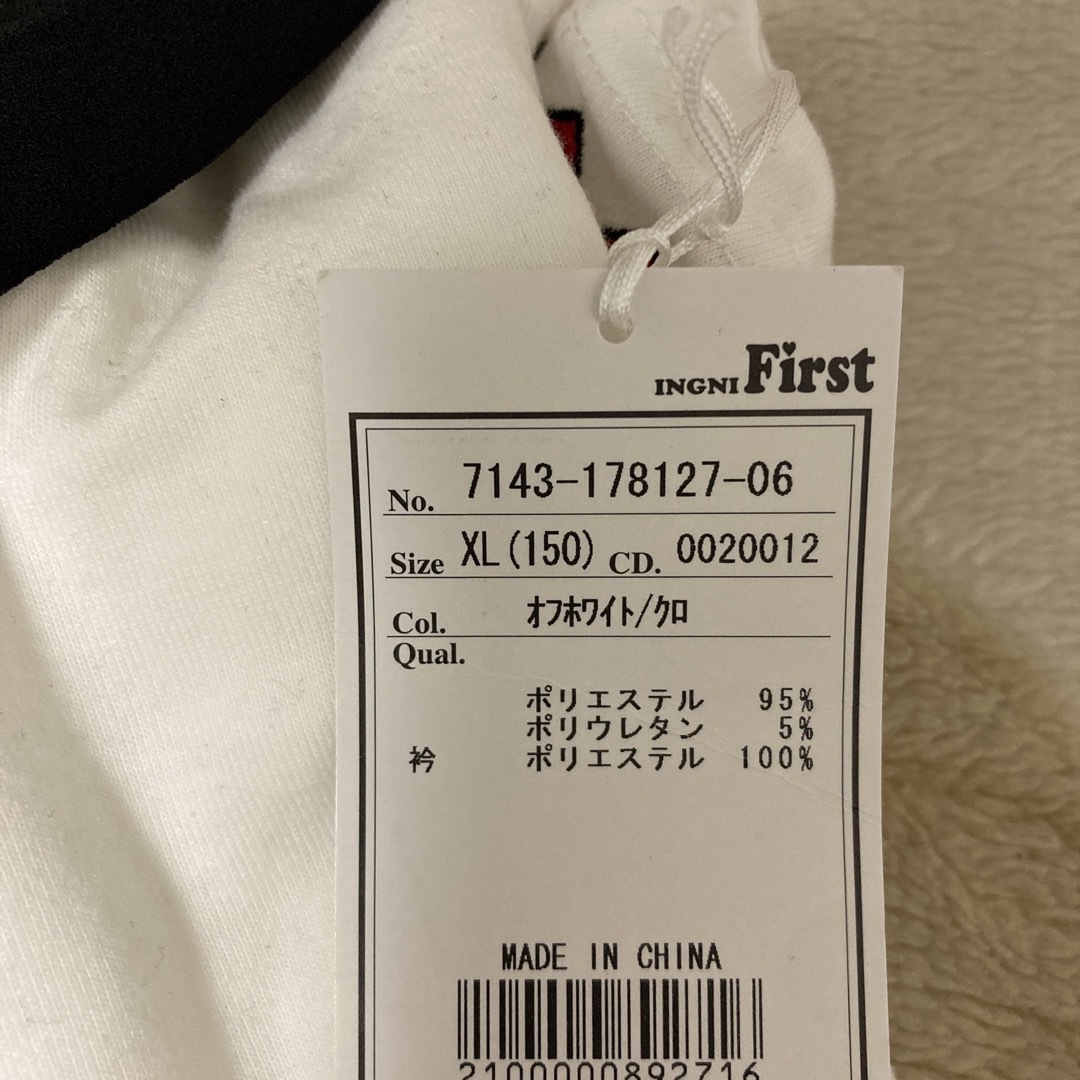 INGNI First
No. 7143-178127-06
Size XL(150) CD. 0020012
Col. ｵﾌﾎﾜｲﾄ/ｸﾛ
Qual.
ポリエステル 95%
ポリウレタン 5%
衿 ポリエステル 100%
MADE IN CHINA
2100000892716